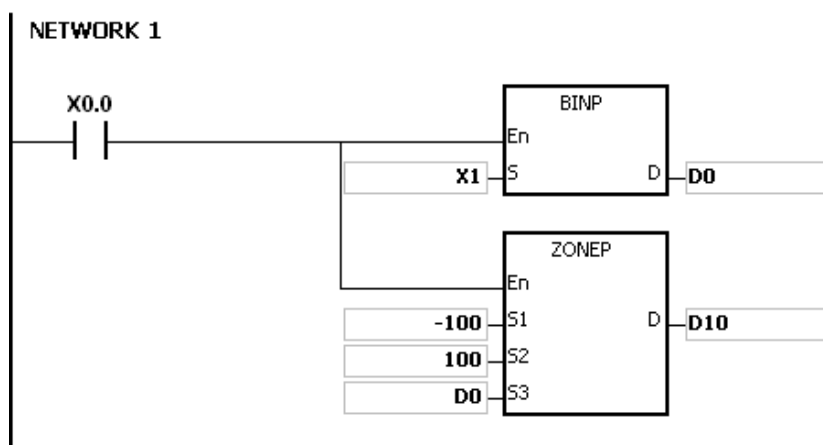 NETWORK 1
X0.0
BINP
En
X1 S D D0
ZONEP
En
-100 S1 D D10
100 S2
D0 S3